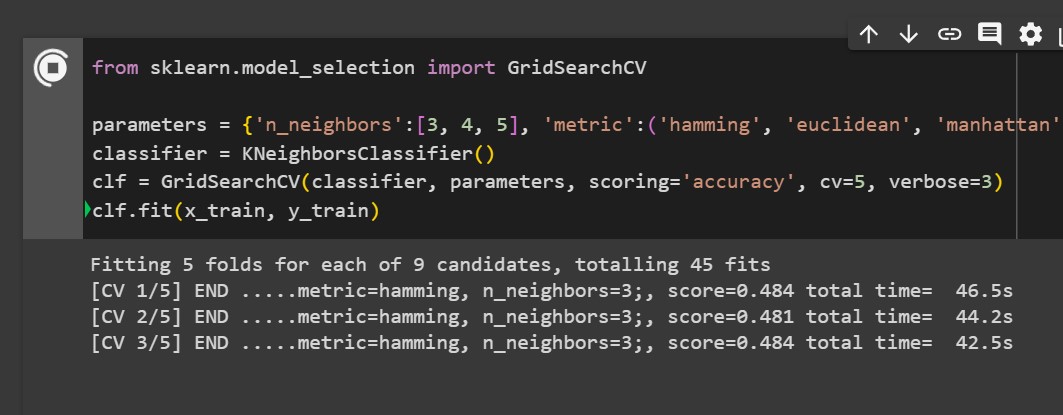 from sklearn.model_selection import GridSearchCV
parameters = {'n_neighbors':[3, 4, 5], 'metric':('hamming', 'euclidean', 'manhattan'
classifier = KNeighborsClassifier()
clf = GridSearchCV(classifier, parameters, scoring='accuracy', cv=5, verbose=3)
clf.fit(x_train, y_train)
Fitting 5 folds for each of 9 candidates, totalling 45 fits
[CV 1/5] END .....metric=hamming, n_neighbors=3;, score=0.484 total time=  46.5s
[CV 2/5] END .....metric=hamming, n_neighbors=3;, score=0.481 total time=  44.2s
[CV 3/5] END .....metric=hamming, n_neighbors=3;, score=0.484 total time=  42.5s